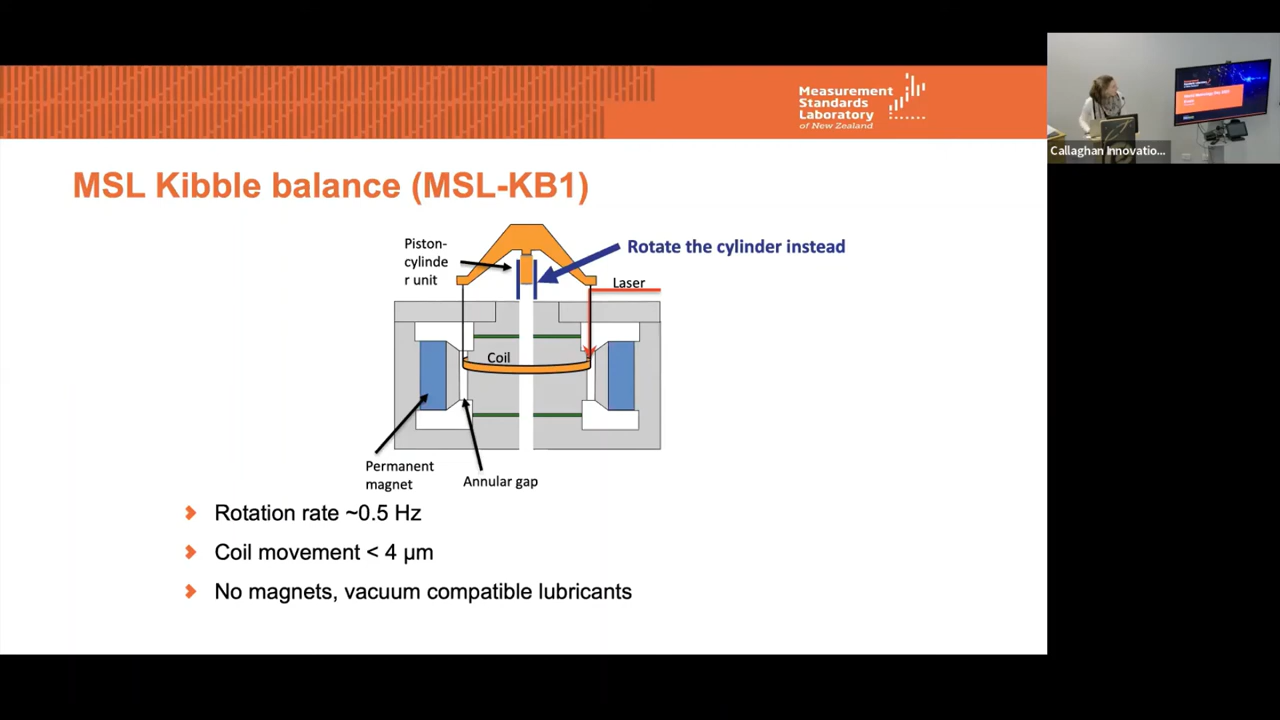 Measurement
Standards
Laboratory
of New Zealand
Callaghan Innovatio...
MSL Kibble balance (MSL-KB1)
Piston-
cylinde
r unit
Rotate the cylinder instead
Laser
Coil
Permanent
magnet
Annular gap
Rotation rate ~0.5 Hz
Coil movement < 4 µm
No magnets, vacuum compatible lubricants